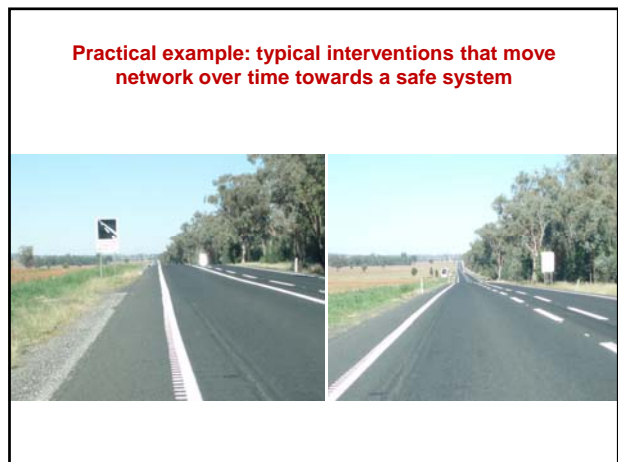 Practical example: typical interventions that move
network over time towards a safe system